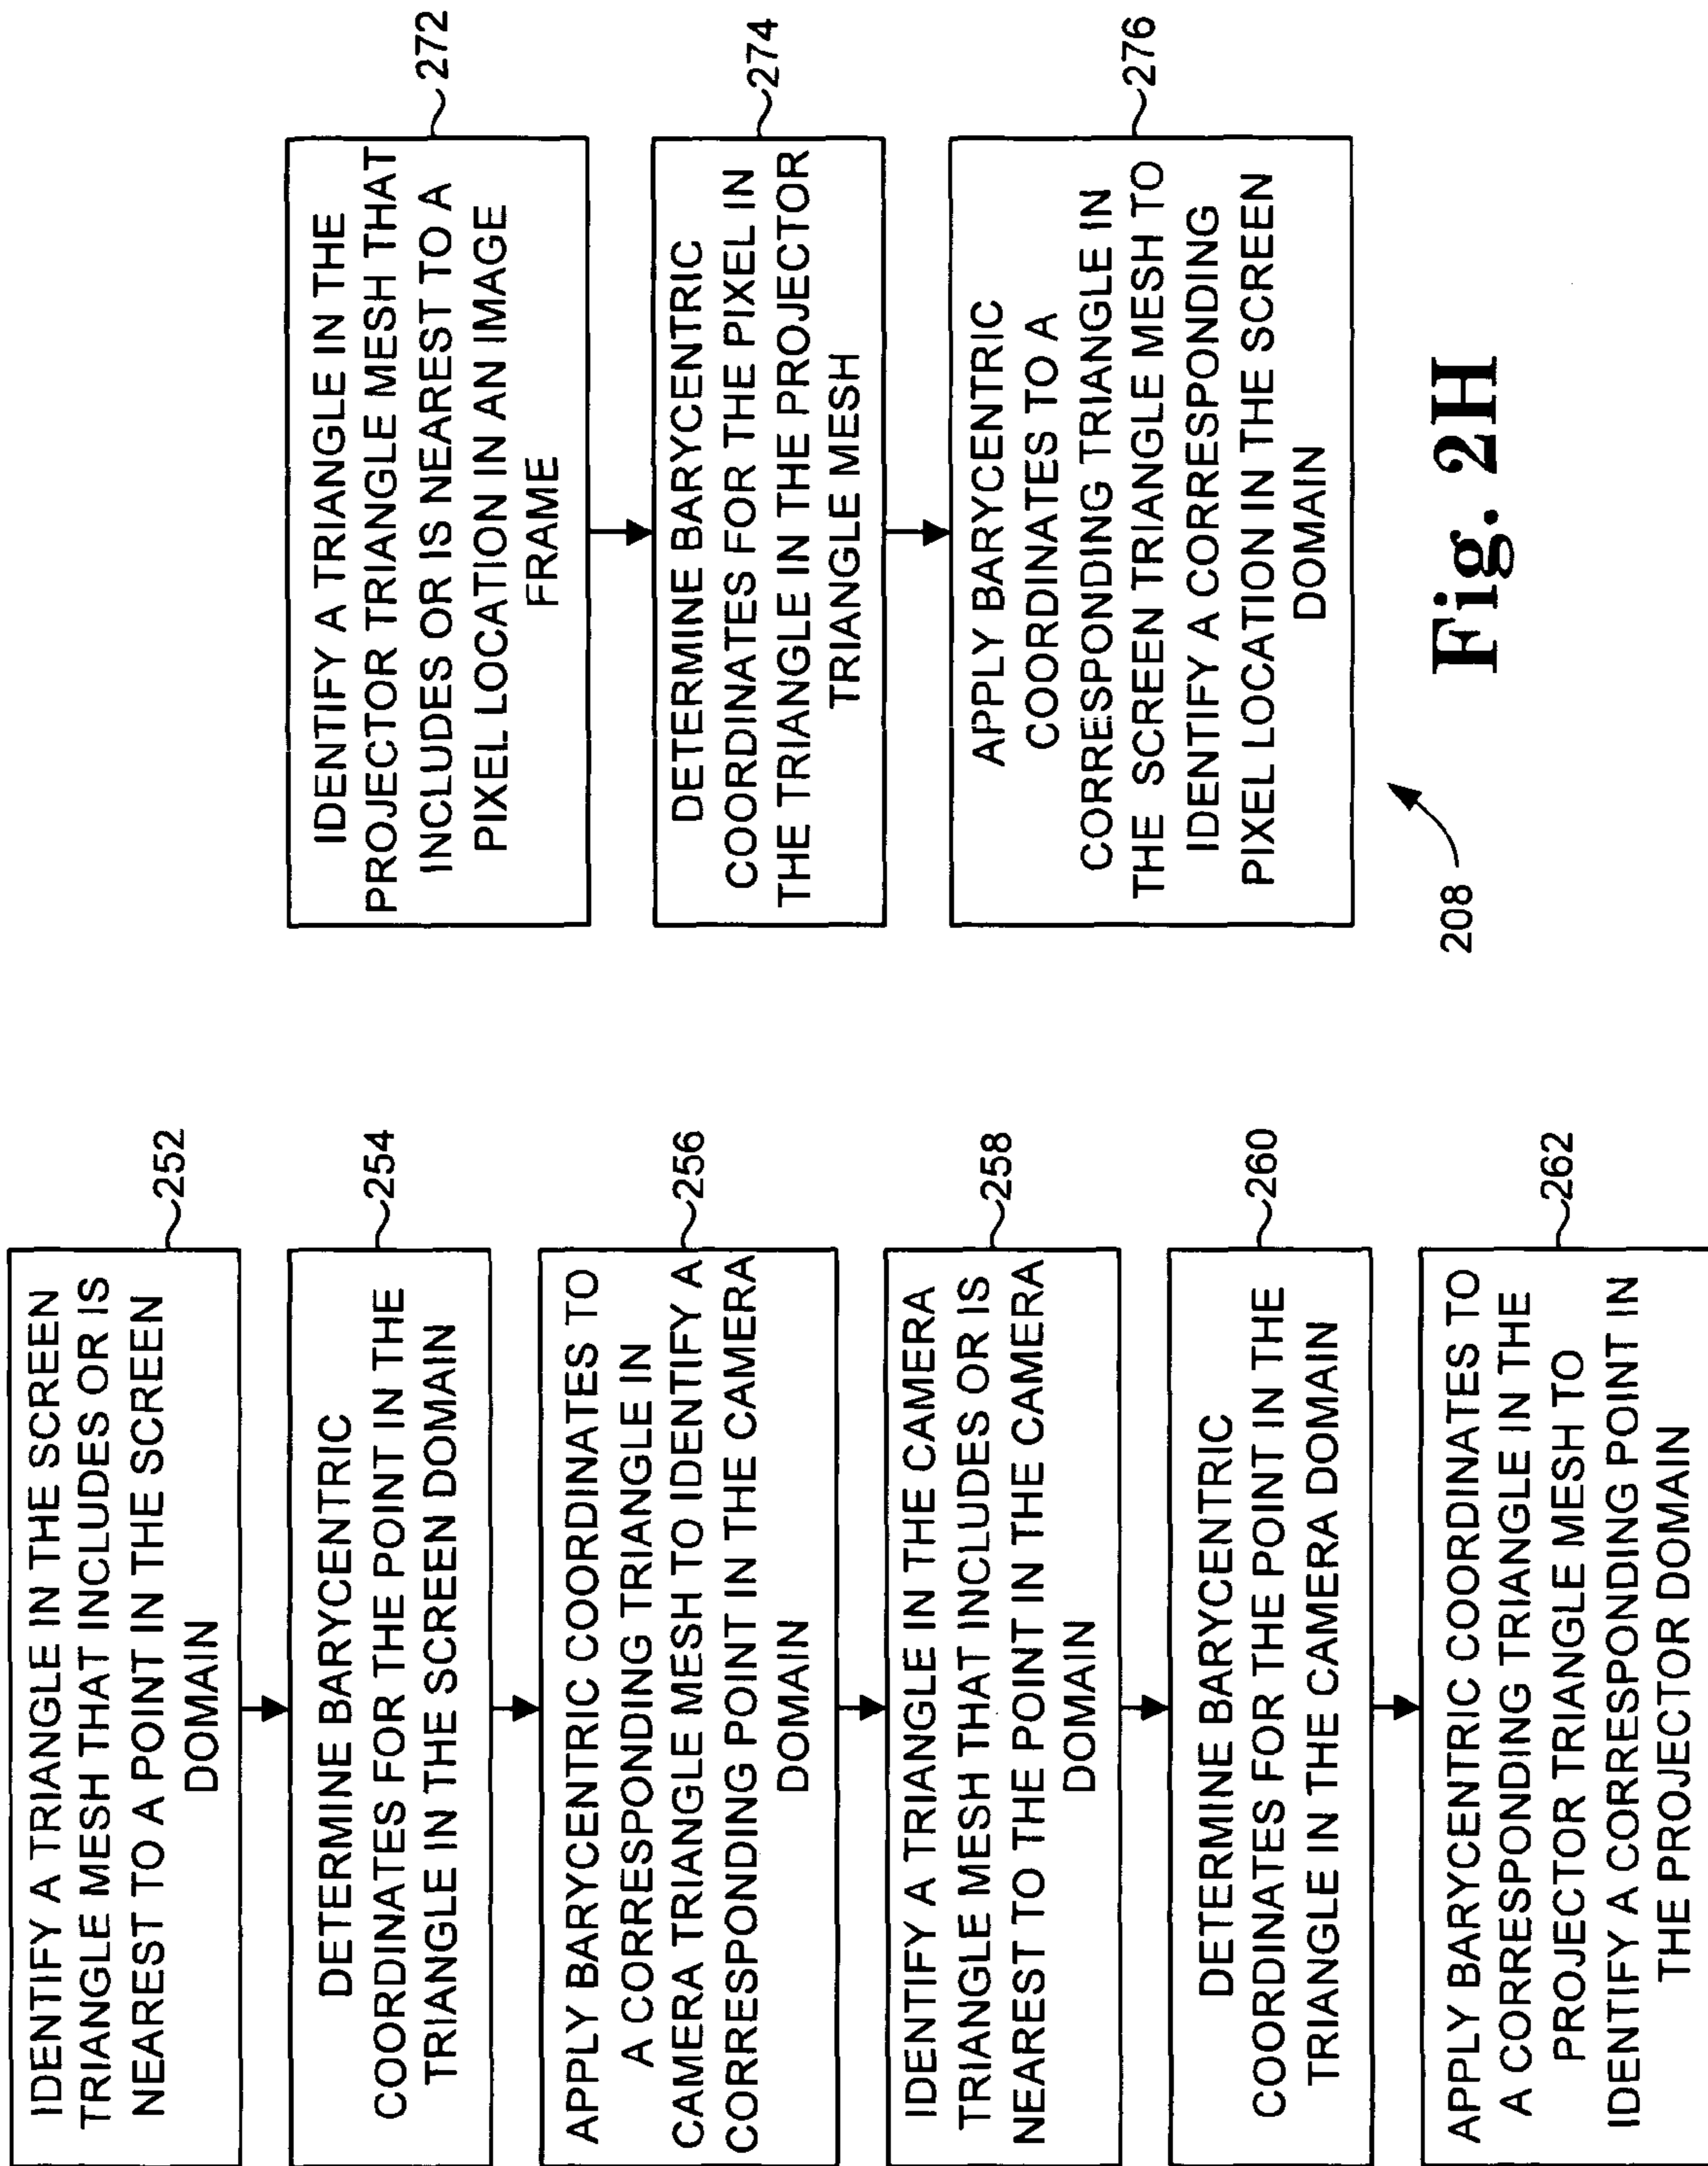 IDENTIFY A TRIANGLE IN THE SCREEN
TRIANGLE MESH THAT INCLUDES OR IS
NEAREST TO A POINT IN THE SCREEN
DOMAIN
252
DETERMINE BARYCENTRIC
COORDINATES FOR THE POINT IN THE
TRIANGLE IN THE SCREEN DOMAIN
254
APPLY BARYCENTRIC COORDINATES TO
A CORRESPONDING TRIANGLE IN
CAMERA TRIANGLE MESH TO IDENTIFY A
CORRESPONDING POINT IN THE CAMERA
DOMAIN
256
IDENTIFY A TRIANGLE IN THE CAMERA
TRIANGLE MESH THAT INCLUDES OR IS
NEAREST TO THE POINT IN THE CAMERA
DOMAIN
258
DETERMINE BARYCENTRIC
COORDINATES FOR THE POINT IN THE
TRIANGLE IN THE CAMERA DOMAIN
260
APPLY BARYCENTRIC COORDINATES TO
A CORRESPONDING TRIANGLE IN THE
PROJECTOR TRIANGLE MESH TO
IDENTIFY A CORRESPONDING POINT IN
THE PROJECTOR DOMAIN
262
IDENTIFY A TRIANGLE IN THE
PROJECTOR TRIANGLE MESH THAT
INCLUDES OR IS NEAREST TO A
PIXEL LOCATION IN AN IMAGE
FRAME
272
DETERMINE BARYCENTRIC
COORDINATES FOR THE PIXEL IN
THE TRIANGLE IN THE PROJECTOR
TRIANGLE MESH
274
APPLY BARYCENTRIC
COORDINATES TO A
CORRESPONDING TRIANGLE IN
THE SCREEN TRIANGLE MESH TO
IDENTIFY A CORRESPONDING
PIXEL LOCATION IN THE SCREEN
DOMAIN
276
208
Fig. 2H